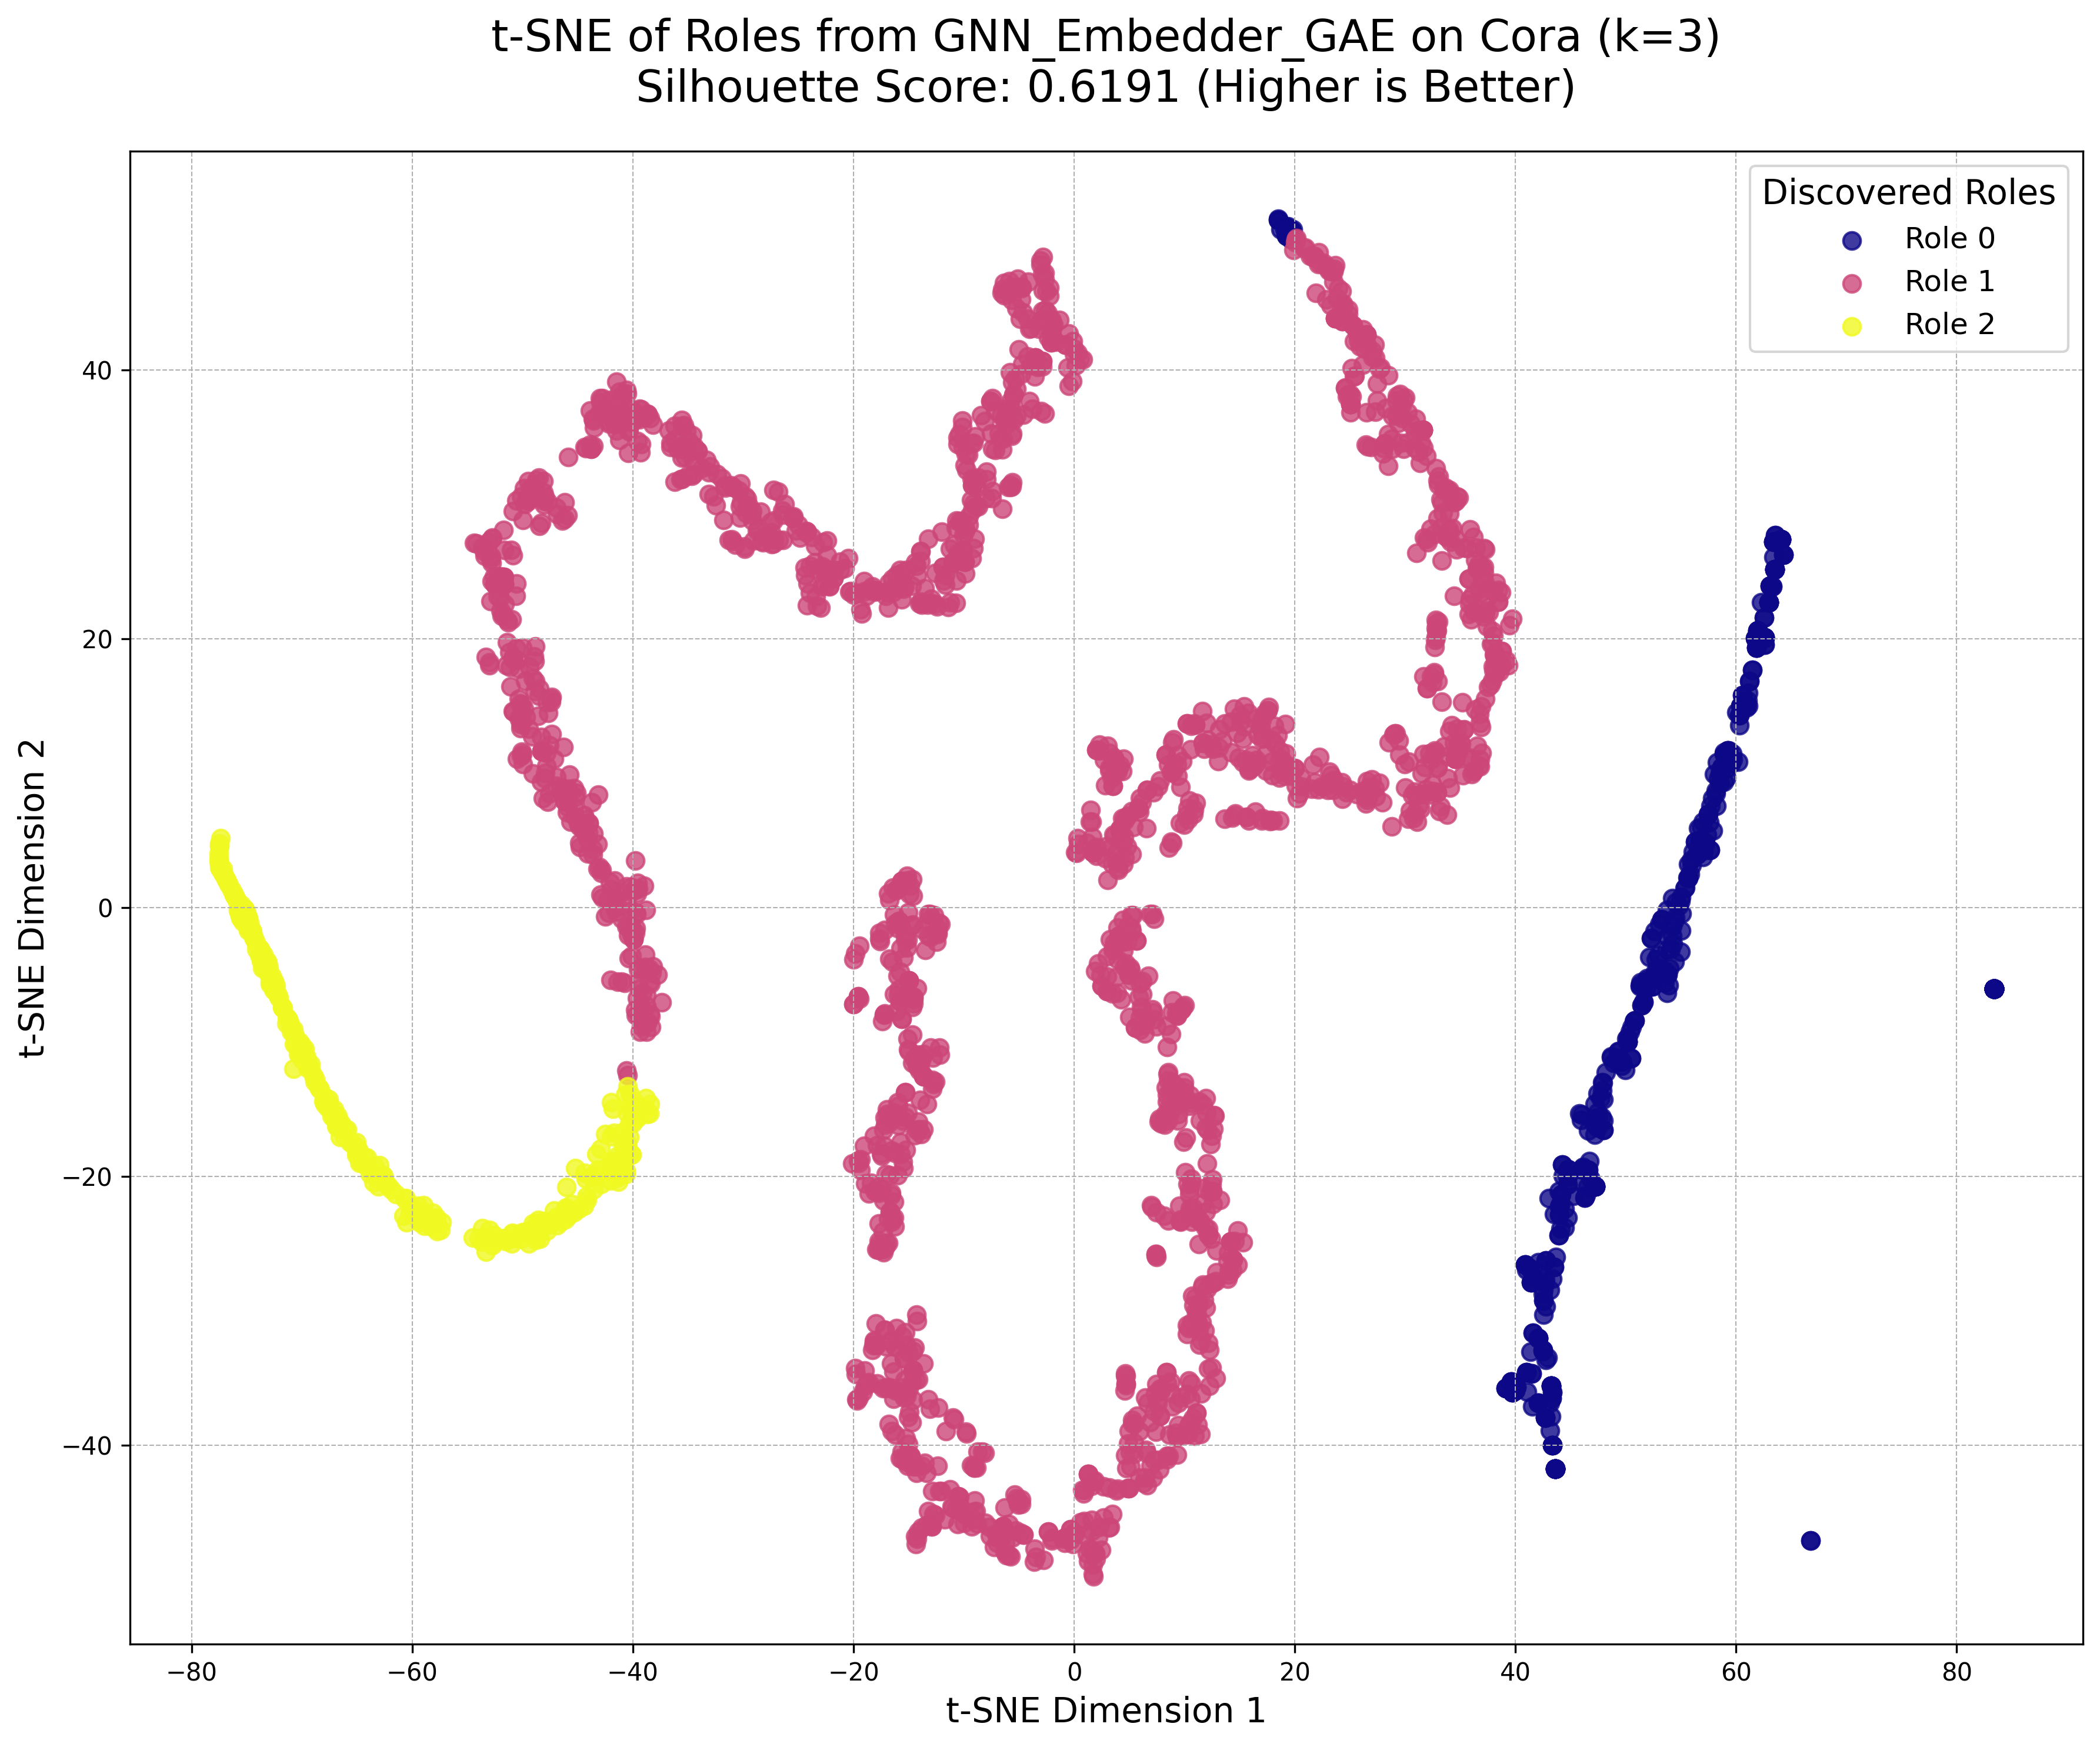 t-SNE of Roles from GNN_Embedder_GAE on Cora (k=3)
Silhouette Score: 0.6191 (Higher is Better)
Discovered Roles
Role 0
Role 1
Role 2
t-SNE Dimension 2
40
20
0
−20
−40
−80
−60
−40
−20
0
20
40
60
80
t-SNE Dimension 1